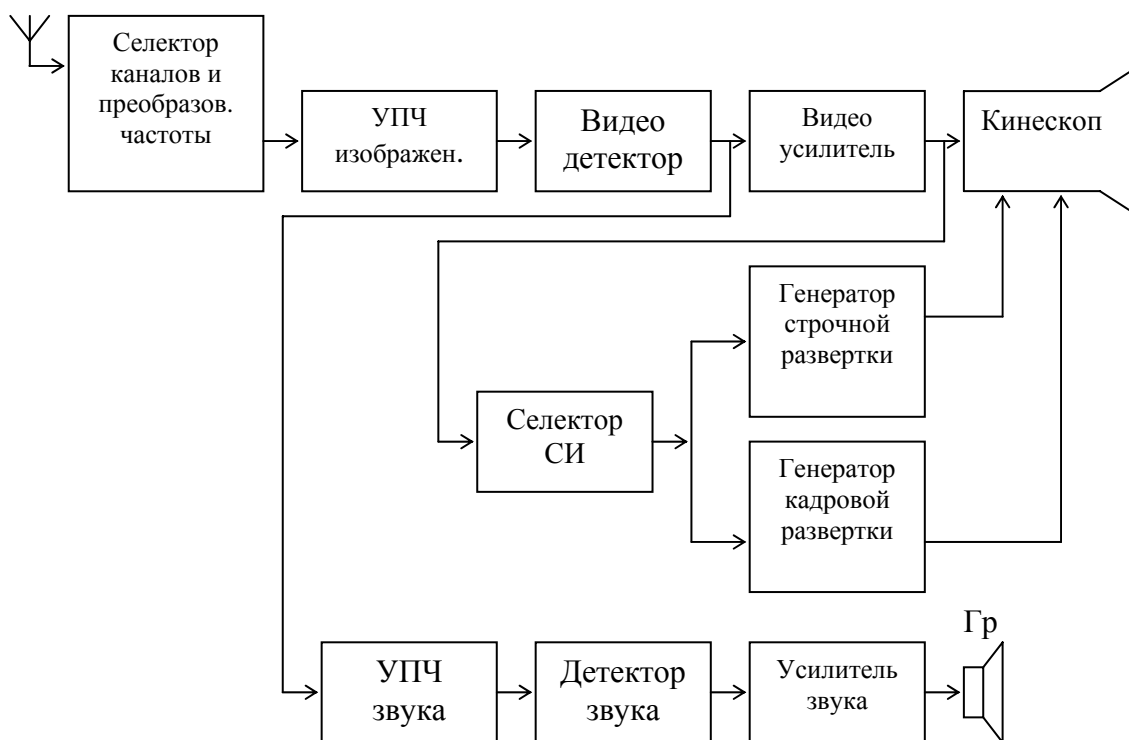 Селектор
каналов и
преобразов.
частоты
УПЧ
изображен.
Видео
детектор
Видео
усилитель
Кинескоп
Генератор
строчной
развертки
Селектор
СИ
Генератор
кадровой
развертки
УПЧ
звука
Детектор
звука
Усилитель
звука
Гр